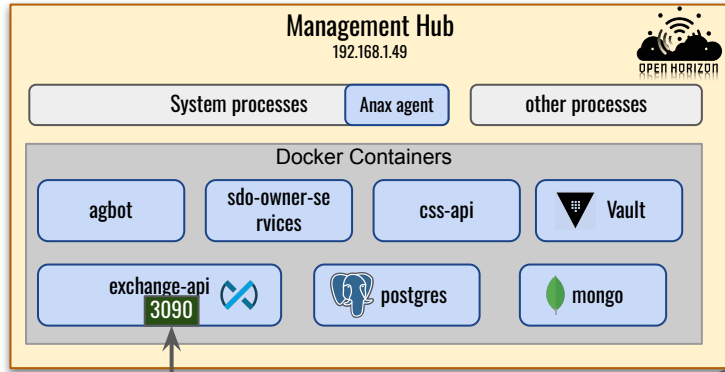 Management Hub
192.168.1.49
OPEN HORIZON
System processes
Anax agent
other processes
Docker Containers
agbot
sdo-owner-se
rvices
css-api
Vault
exchange-api
3090
postgres
mongo